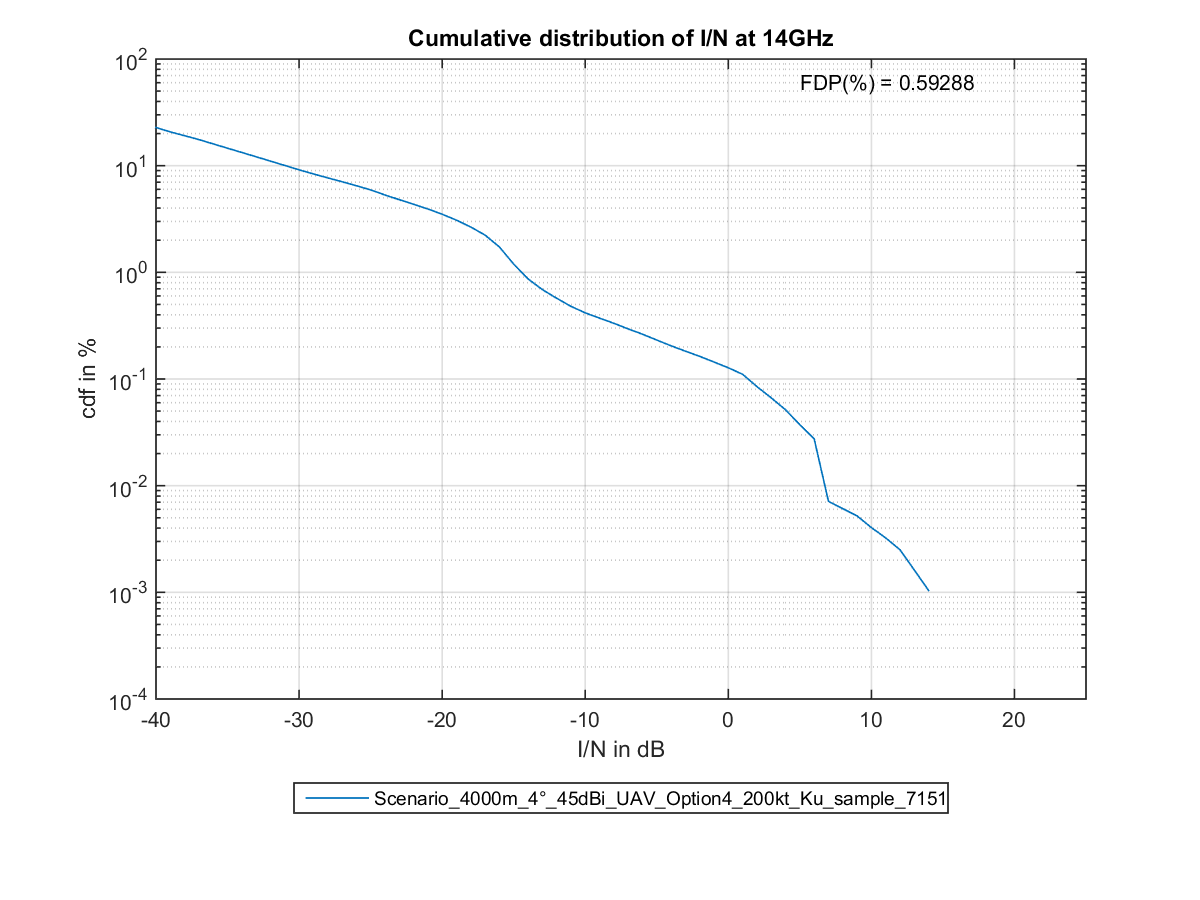 Cumulative distribution of I/N at 14GHz
FDP(%) = 0.59288
10^2
10^1
10^0
10^-1
10^-2
10^-3
10^-4
cdf in %
-40 -30 -20 -10 0 10 20
I/N in dB
Scenario_4000m_4°_45dBi_UAV_Option4_200kt_Ku_sample_7151